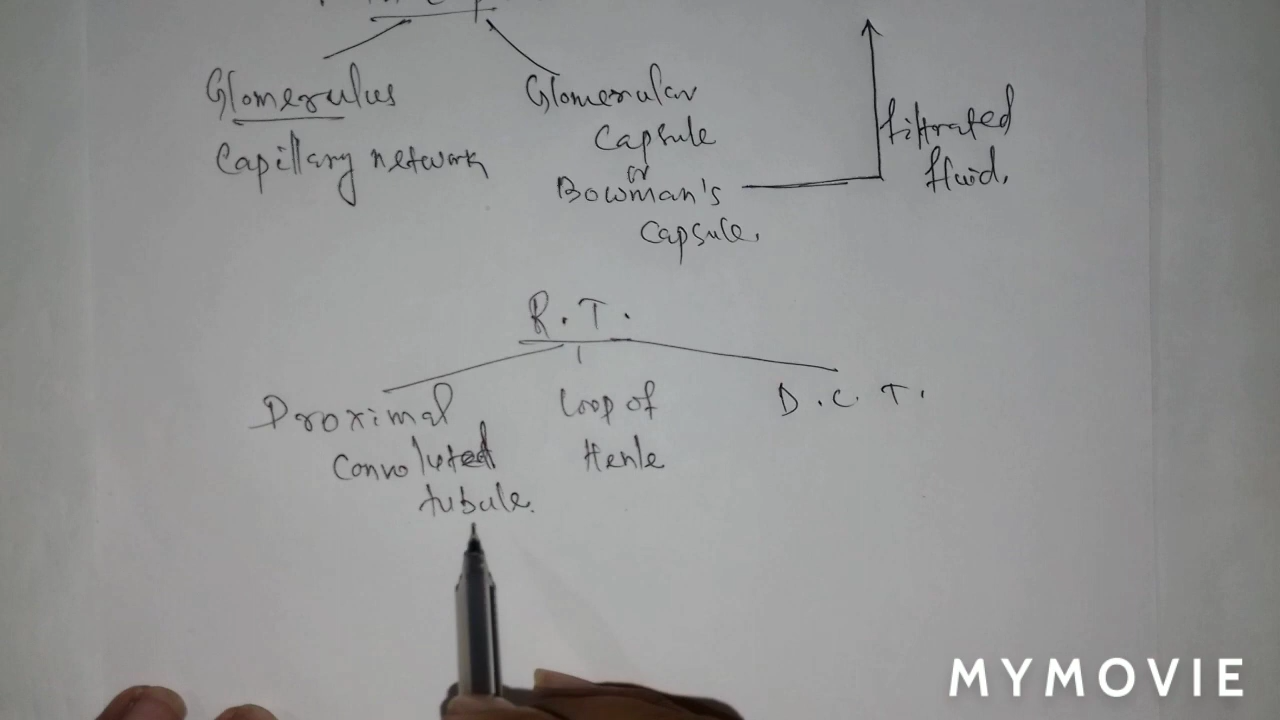 Glomerulus
Capillary network
Glomerular
Capsule
or
Bowman's
Capsule.
filtrated
fluid.
R.T.
Proximal
Convoluted
tubule.
Loop of
Henle
D.C.T.
MYMOVIE